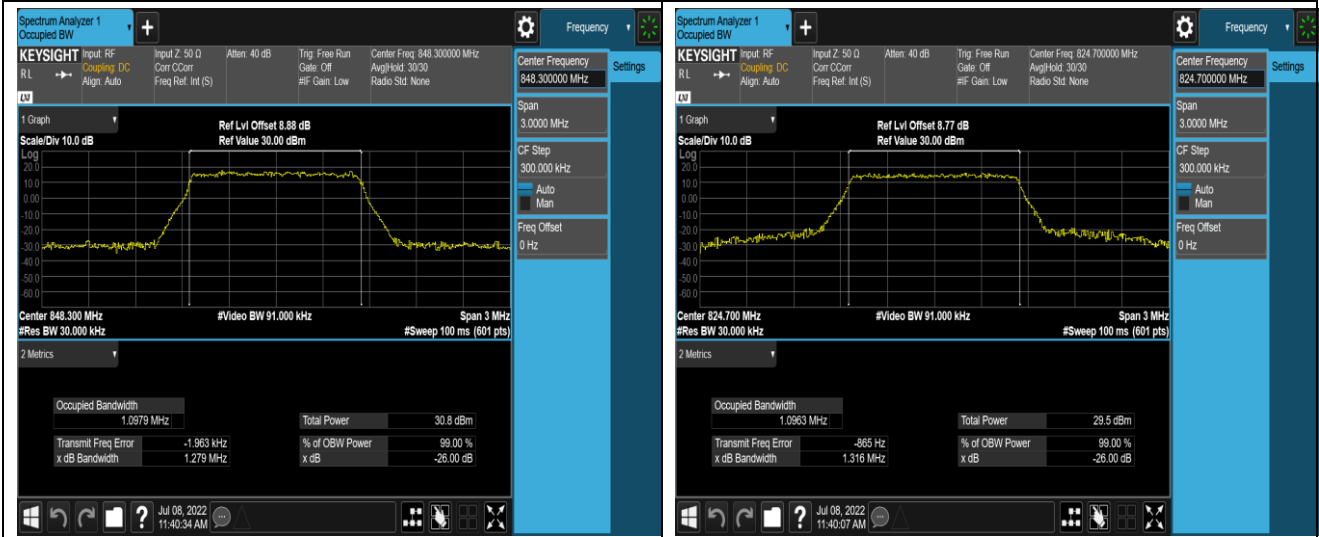 Spectrum Analyzer 1
Occupied BW
Frequency
KEYSIGHT
Input: RF
Coupling: DC
Align: Auto
Input Z: 50 Ω
Corr CCorr
Freq Ref: Int (S)
Atten: 40 dB
Trig: Free Run
Gate: Off
#IF Gain: Low
Center Freq: 848.300000 MHz
Avg|Hold: 30/30
Radio Std: None
RL
LXI
Center Frequency
848.300000 MHz
Settings
Span
3.0000 MHz
CF Step
300.000 kHz
Auto
Man
Freq Offset
0 Hz
1 Graph
Ref Lvl Offset 8.88 dB
Scale/Div 10.0 dB
Ref Value 30.00 dBm
Log
20.0
10.0
0.00
-10.0
-20.0
-30.0
-40.0
-50.0
-60.0
Center 848.300 MHz
#Video BW 91.000 kHz
Span 3 MHz
#Res BW 30.000 kHz
#Sweep 100 ms (601 pts)
2 Metrics
Occupied Bandwidth
1.0979 MHz
Total Power
30.8 dBm
Transmit Freq Error
-1.963 kHz
% of OBW Power
99.00 %
x dB Bandwidth
1.279 MHz
x dB
-26.00 dB
?
Jul 08, 2022
11:40:34 AM
Spectrum Analyzer 1
Occupied BW
Frequency
KEYSIGHT
Input: RF
Coupling: DC
Align: Auto
Input Z: 50 Ω
Corr CCorr
Freq Ref: Int (S)
Atten: 40 dB
Trig: Free Run
Gate: Off
#IF Gain: Low
Center Freq: 824.700000 MHz
Avg|Hold: 30/30
Radio Std: None
RL
LXI
Center Frequency
824.700000 MHz
Settings
Span
3.0000 MHz
CF Step
300.000 kHz
Auto
Man
Freq Offset
0 Hz
1 Graph
Ref Lvl Offset 8.77 dB
Scale/Div 10.0 dB
Ref Value 30.00 dBm
Log
20.0
10.0
0.00
-10.0
-20.0
-30.0
-40.0
-50.0
-60.0
Center 824.700 MHz
#Video BW 91.000 kHz
Span 3 MHz
#Res BW 30.000 kHz
#Sweep 100 ms (601 pts)
2 Metrics
Occupied Bandwidth
1.0963 MHz
Total Power
29.5 dBm
Transmit Freq Error
-865 Hz
% of OBW Power
99.00 %
x dB Bandwidth
1.316 MHz
x dB
-26.00 dB
?
Jul 08, 2022
11:40:07 AM